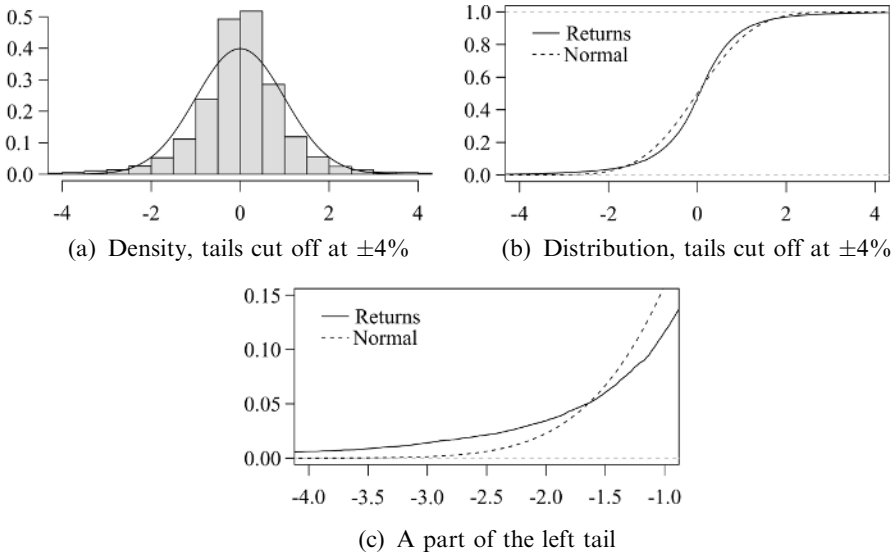 0.5
0.4
0.3
0.2
0.1
0.0
-4 -2 0 2 4
(a) Density, tails cut off at ±4%
1.0
0.8
0.6
0.4
0.2
0.0
Returns
Normal
-4 -2 0 2 4
(b) Distribution, tails cut off at ±4%
0.15
0.10
0.05
0.00
Returns
Normal
-4.0 -3.5 -3.0 -2.5 -2.0 -1.5 -1.0
(c) A part of the left tail